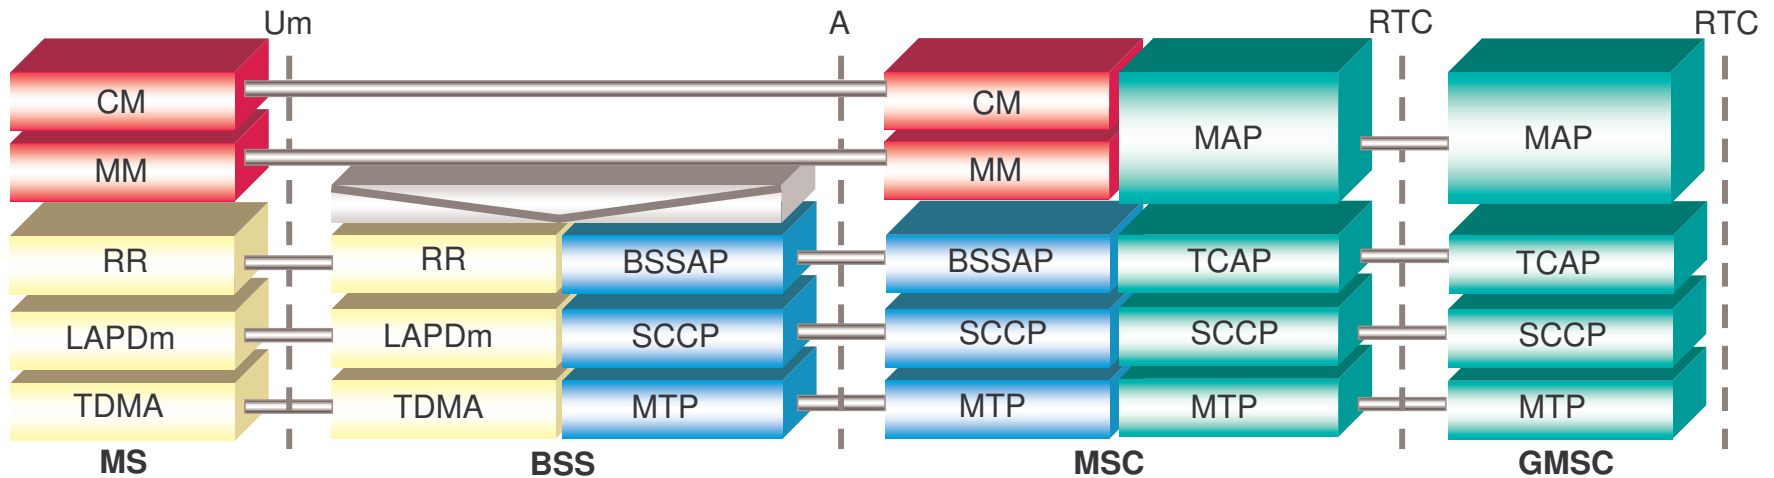 Um A RTC RTC
CM CM MAP MAP
MM MM
RR RR BSSAP BSSAP TCAP TCAP
LAPDm LAPDm SCCP SCCP SCCP SCCP
TDMA TDMA MTP MTP MTP MTP
MS BSS MSC GMSC